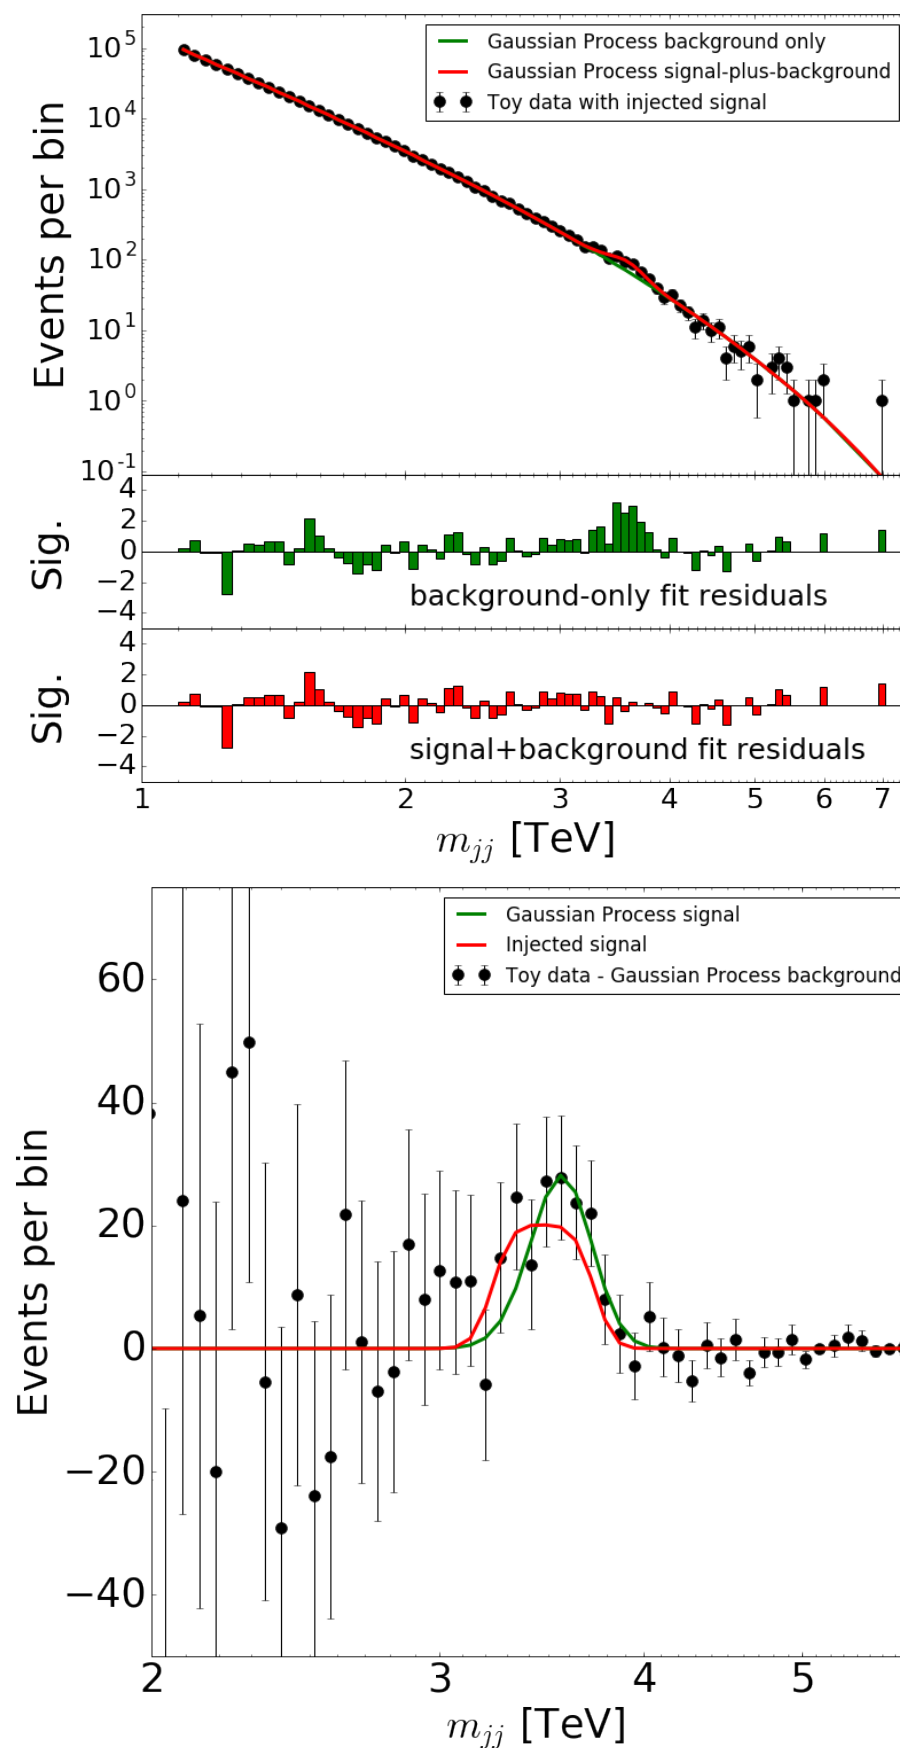 Gaussian Process background only
Gaussian Process signal-plus-background
Toy data with injected signal
Events per bin
10^5
10^4
10^3
10^2
10^1
10^0
10^-1
Sig.
4
2
0
−2
−4
background-only fit residuals
Sig.
4
2
0
−2
−4
signal+background fit residuals
1 2 3 4 5 6 7
m_jj [TeV]
Gaussian Process signal
Injected signal
Toy data - Gaussian Process background
Events per bin
60
40
20
0
−20
−40
2 3 4 5
m_jj [TeV]